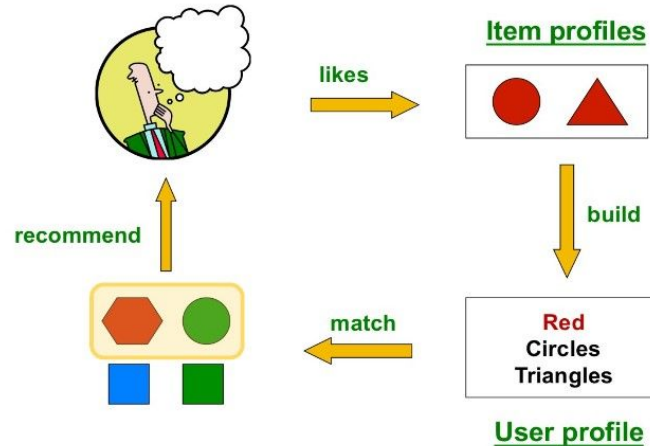 Item profiles
likes
build
recommend
match
Red
Circles
Triangles
User profile